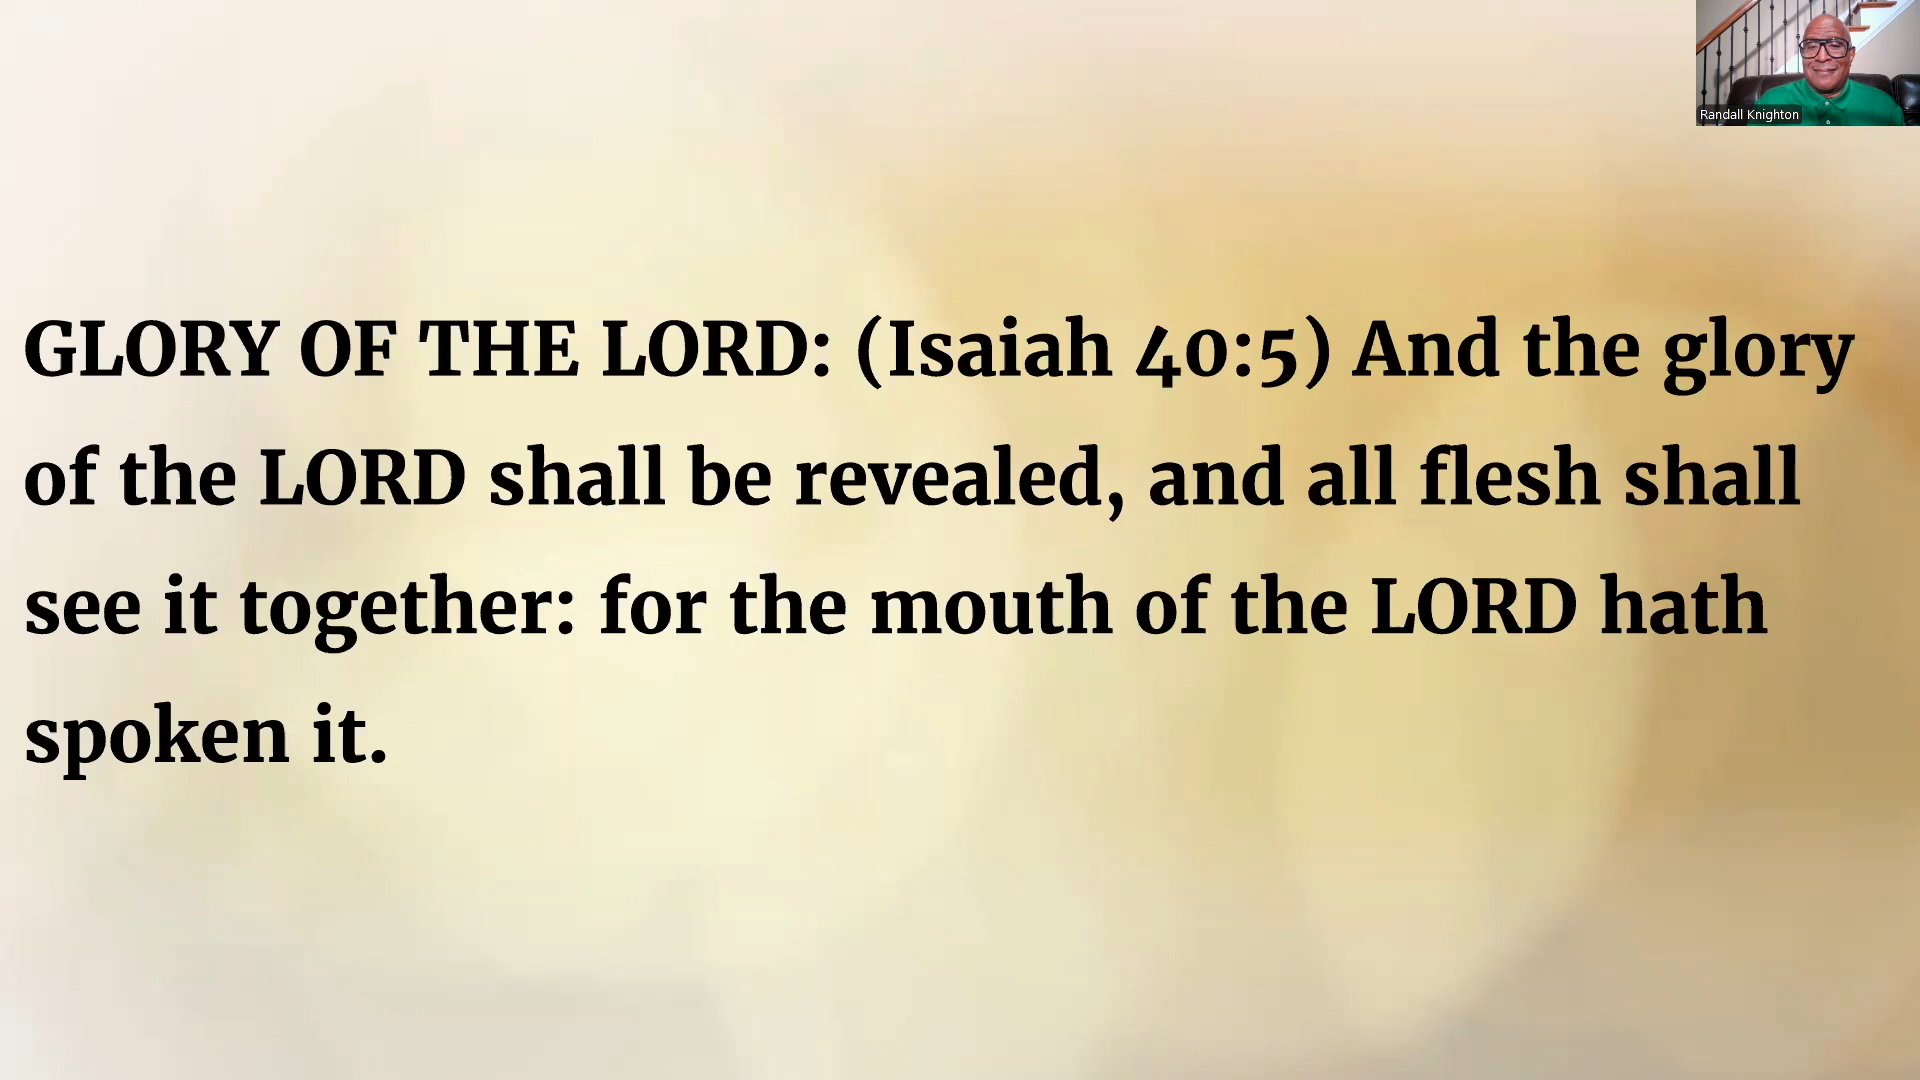 Randall Knighton
GLORY OF THE LORD: (Isaiah 40:5) And the glory
of the LORD shall be revealed, and all flesh shall
see it together: for the mouth of the LORD hath
spoken it.